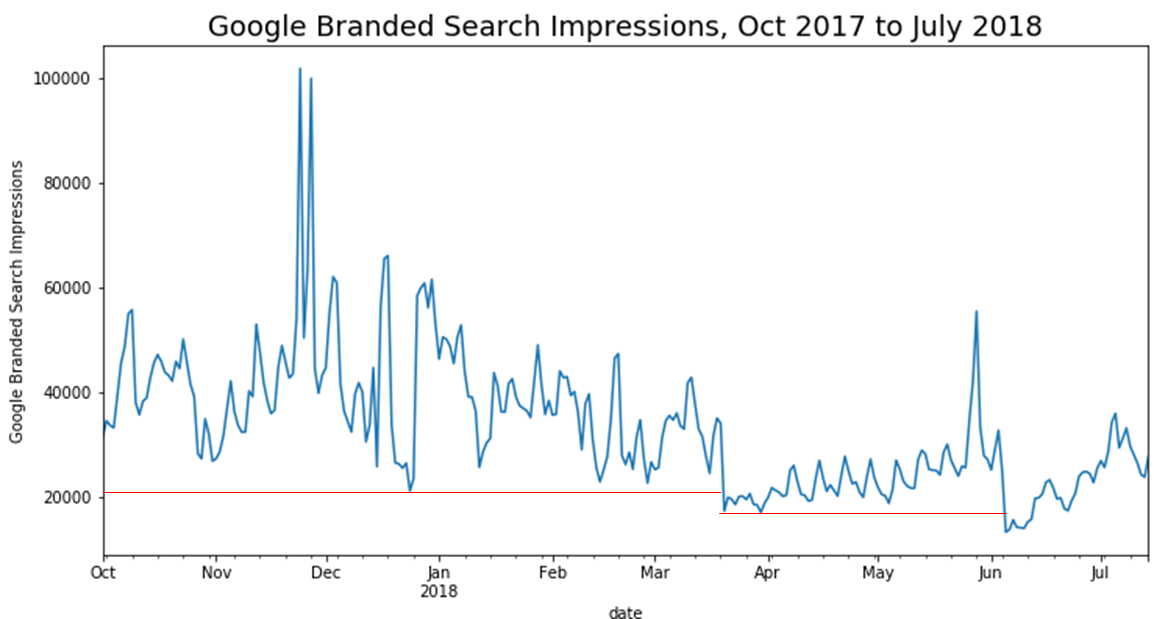 Google Branded Search Impressions, Oct 2017 to July 2018
Google Branded Search Impressions
100000
80000
60000
40000
20000
Oct Nov Dec Jan Feb Mar Apr May Jun Jul
2018
date